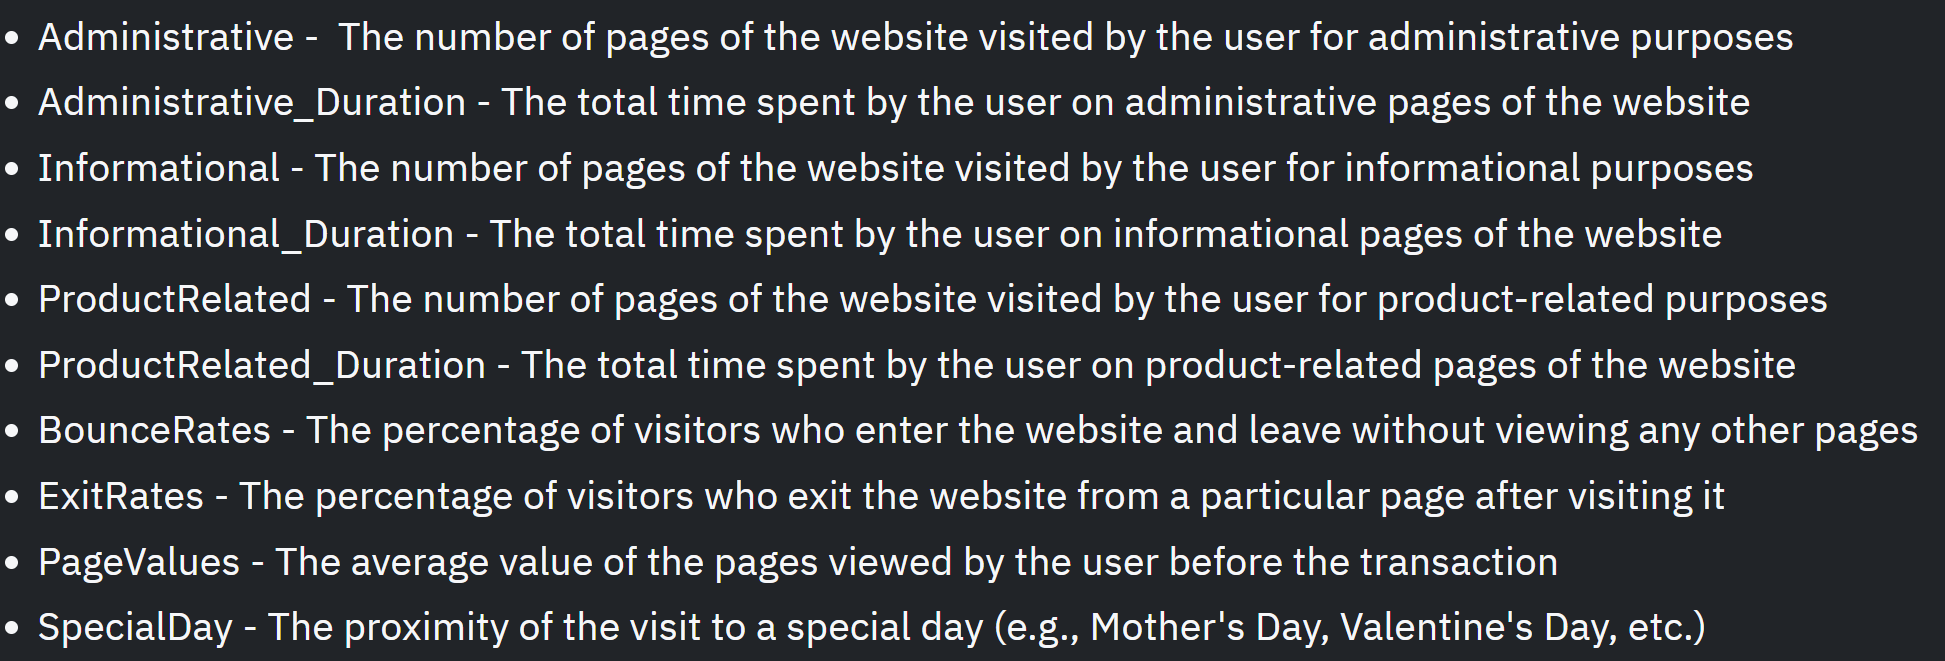 • Administrative -  The number of pages of the website visited by the user for administrative purposes
• Administrative_Duration - The total time spent by the user on administrative pages of the website
• Informational - The number of pages of the website visited by the user for informational purposes
• Informational_Duration - The total time spent by the user on informational pages of the website
• ProductRelated - The number of pages of the website visited by the user for product-related purposes
• ProductRelated_Duration - The total time spent by the user on product-related pages of the website
• BounceRates - The percentage of visitors who enter the website and leave without viewing any other pages
• ExitRates - The percentage of visitors who exit the website from a particular page after visiting it
• PageValues - The average value of the pages viewed by the user before the transaction
• SpecialDay - The proximity of the visit to a special day (e.g., Mother's Day, Valentine's Day, etc.)